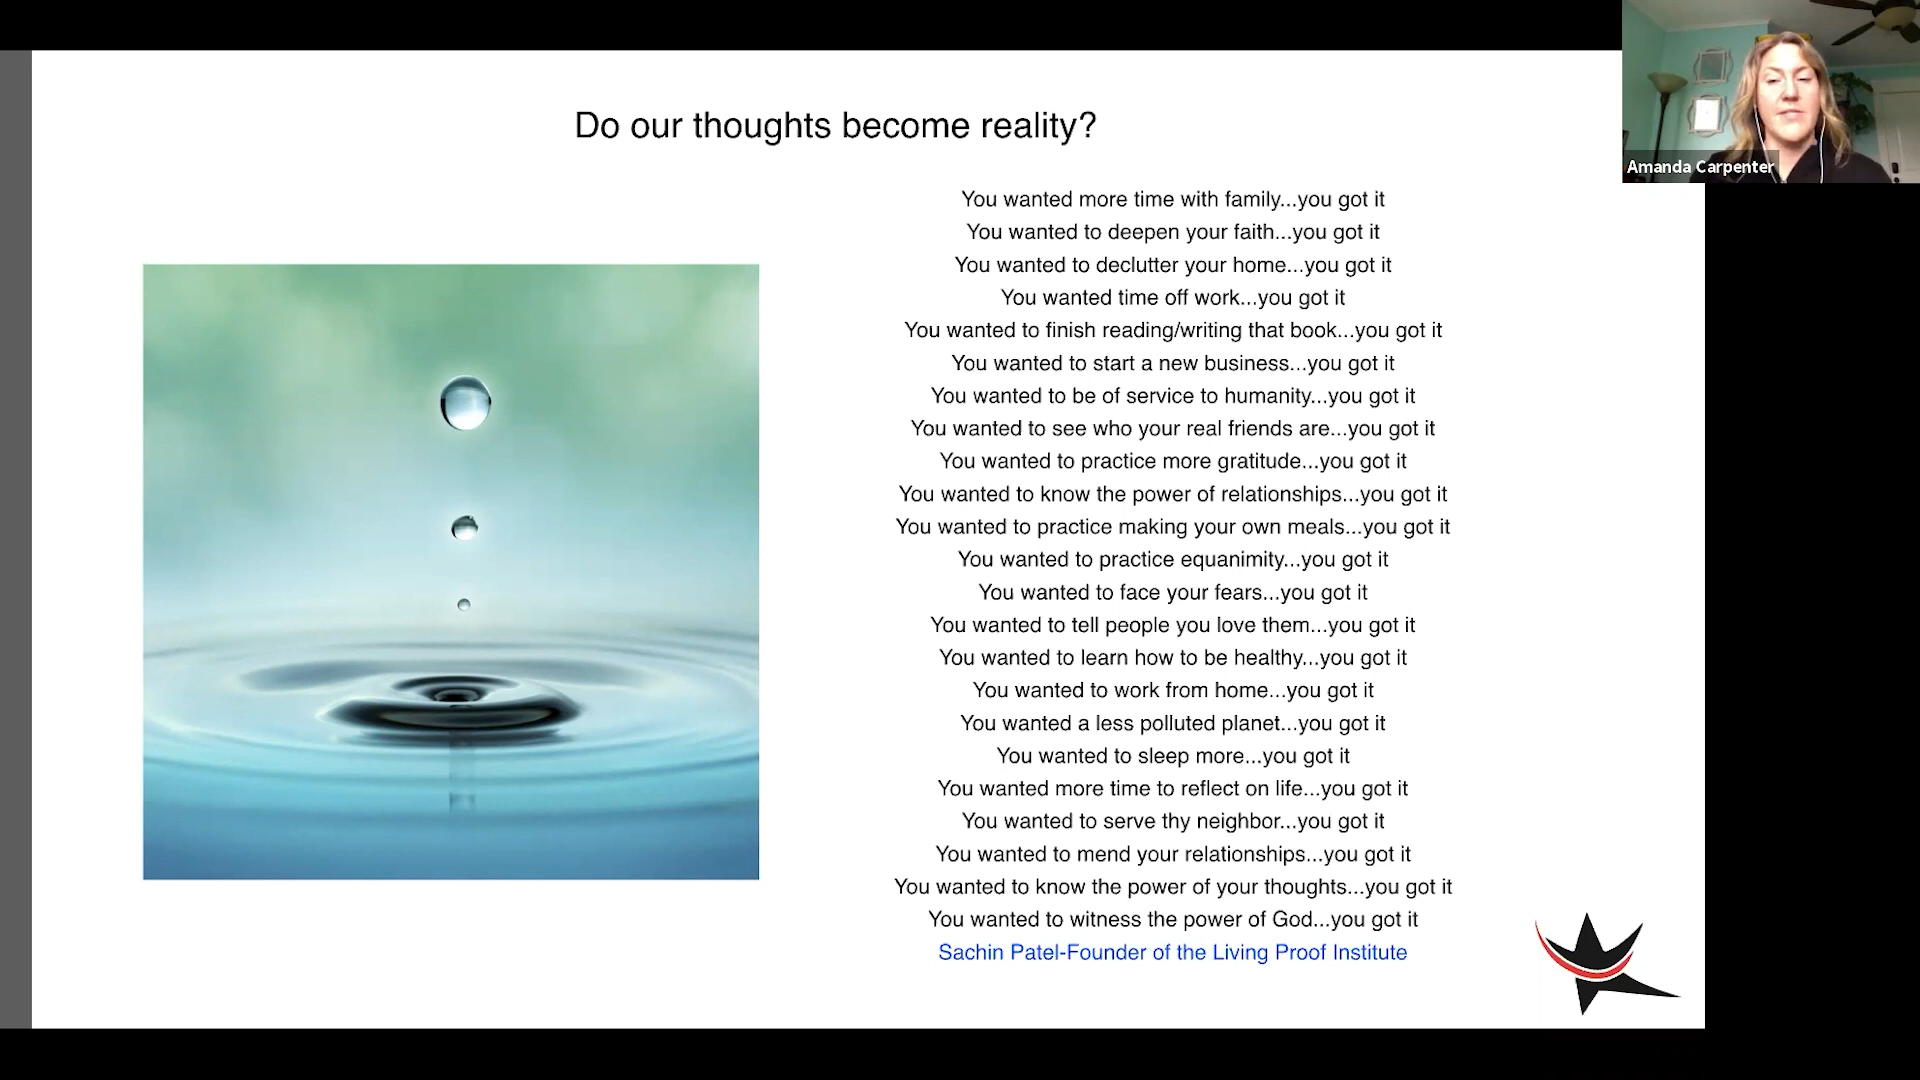 Do our thoughts become reality?
Amanda Carpenter
You wanted more time with family...you got it
You wanted to deepen your faith...you got it
You wanted to declutter your home...you got it
You wanted time off work...you got it
You wanted to finish reading/writing that book...you got it
You wanted to start a new business...you got it
You wanted to be of service to humanity...you got it
You wanted to see who your real friends are...you got it
You wanted to practice more gratitude...you got it
You wanted to know the power of relationships...you got it
You wanted to practice making your own meals...you got it
You wanted to practice equanimity...you got it
You wanted to face your fears...you got it
You wanted to tell people you love them...you got it
You wanted to learn how to be healthy...you got it
You wanted to work from home...you got it
You wanted a less polluted planet...you got it
You wanted to sleep more...you got it
You wanted more time to reflect on life...you got it
You wanted to serve thy neighbor...you got it
You wanted to mend your relationships...you got it
You wanted to know the power of your thoughts...you got it
You wanted to witness the power of God...you got it
Sachin Patel-Founder of the Living Proof Institute